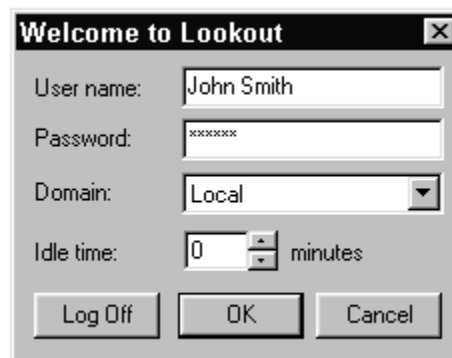 Welcome to Lookout
User name: John Smith
Password: ******
Domain: Local
Idle time: 0 minutes
Log Off OK Cancel